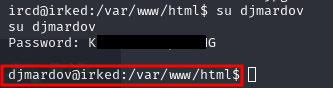 ircd@irked:/var/www/html$ su djmardov
su djmardov
Password: K G
djmardov@irked:/var/www/html$